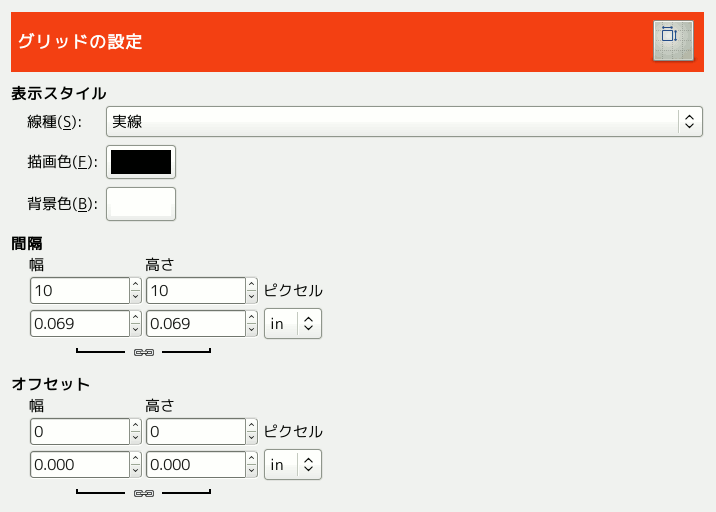 グリッドの設定
表示スタイル
線種(S): 実線
描画色(F):
背景色(B):
間隔
幅 高さ
10 10 ピクセル
0.069 0.069 in
オフセット
幅 高さ
0 0 ピクセル
0.000 0.000 in